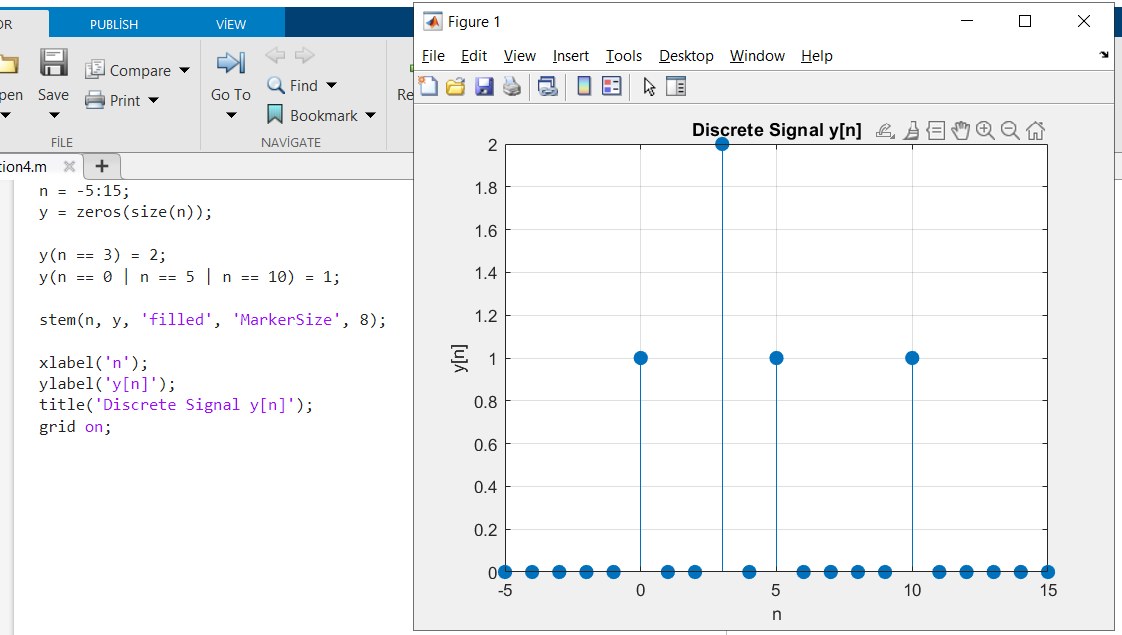 OR PUBLİSH VİEW
pen Save Compare Print Go To Find Bookmark Re
FİLE NAVİGATE
tion4.m
n = -5:15;
y = zeros(size(n));
y(n == 3) = 2;
y(n == 0 | n == 5 | n == 10) = 1;
stem(n, y, 'filled', 'MarkerSize', 8);
xlabel('n');
ylabel('y[n]');
title('Discrete Signal y[n]');
grid on;
Figure 1
File Edit View Insert Tools Desktop Window Help
Discrete Signal y[n]
2
1.8
1.6
1.4
1.2
1
0.8
0.6
0.4
0.2
0
y[n]
-5 0 5 10 15
n